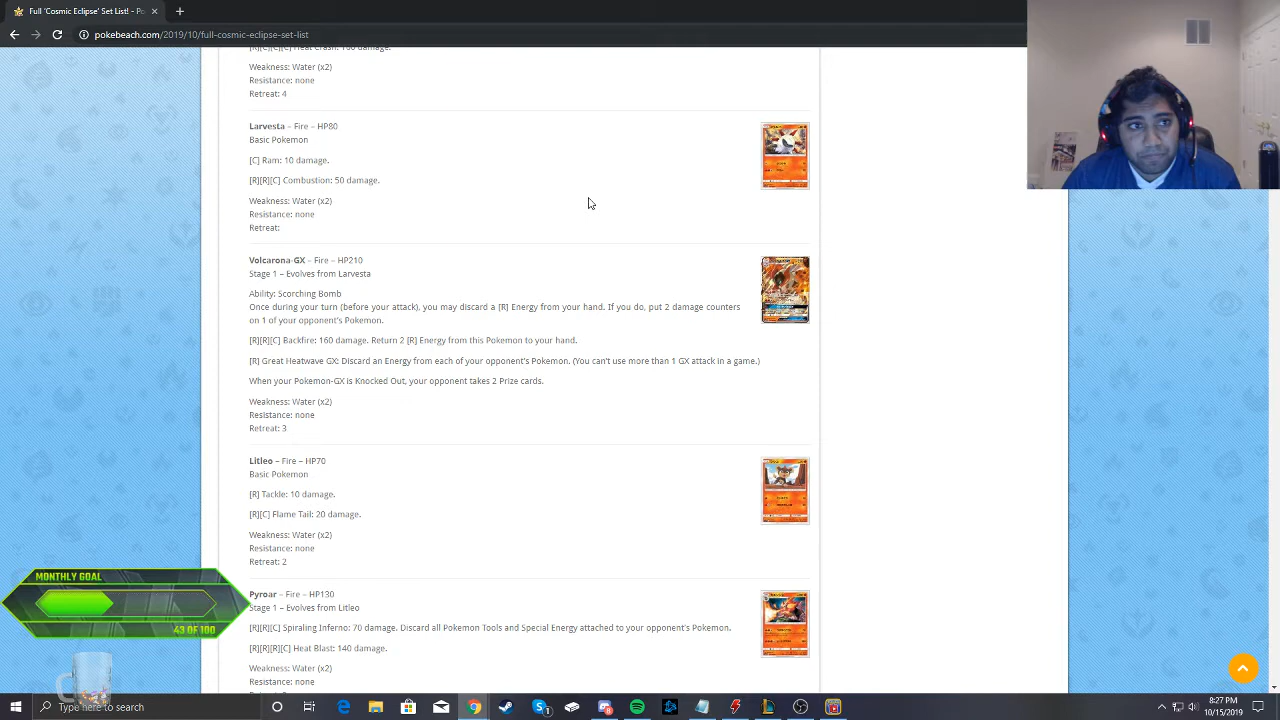 Full 'Cosmic Eclipse' Set List! - Po
pokebeach.com/2019/10/full-cosmic-eclipse-set-list
[R][C][C][C] Heat Crash: 160 damage.
Weakness: Water (x2)
Resistance: none
Retreat: 4
Larvesta – Fire – HP80
Basic Pokemon
[C] Ram: 10 damage.
[R][R][C] Combustion: 50 damage.
Weakness: Water (x2)
Resistance: none
Retreat:
Volcarona-GX – Fire – HP210
Stage 1 – Evolves from Larvesta
Ability: Scorching Bomb
Once during your turn (before your attack), you may discard a [R] Energy from your hand. If you do, put 2 damage counters
on 1 of your opponent's Pokemon.
[R][R][C] Backfire: 160 damage. Return 2 [R] Energy from this Pokemon to your hand.
[R] Great Heatwave GX: Discard an Energy from each of your opponent's Pokemon. (You can't use more than 1 GX attack in a game.)
When your Pokemon-GX is Knocked Out, your opponent takes 2 Prize cards.
Weakness: Water (x2)
Resistance: none
Retreat: 3
Litleo – Fire – HP70
Basic Pokemon
[R] Tackle: 10 damage.
[R][C] Flame Tail: 20 damage.
Weakness: Water (x2)
Resistance: none
Retreat: 2
Pyroar – Fire – HP130
Stage 1 – Evolves from Litleo
[R][R][C] Spiraling Inferno: 70 damage. Discard all Pokemon Tools and Special Energy attached to your opponent's Pokemon.
[R][R][R][C] Heat Blast: 140 damage.
Weakness: Water (x2)
Resistance: none
MONTHLY GOAL
43 OF 100
Type here to search
8:27 PM
10/15/2019